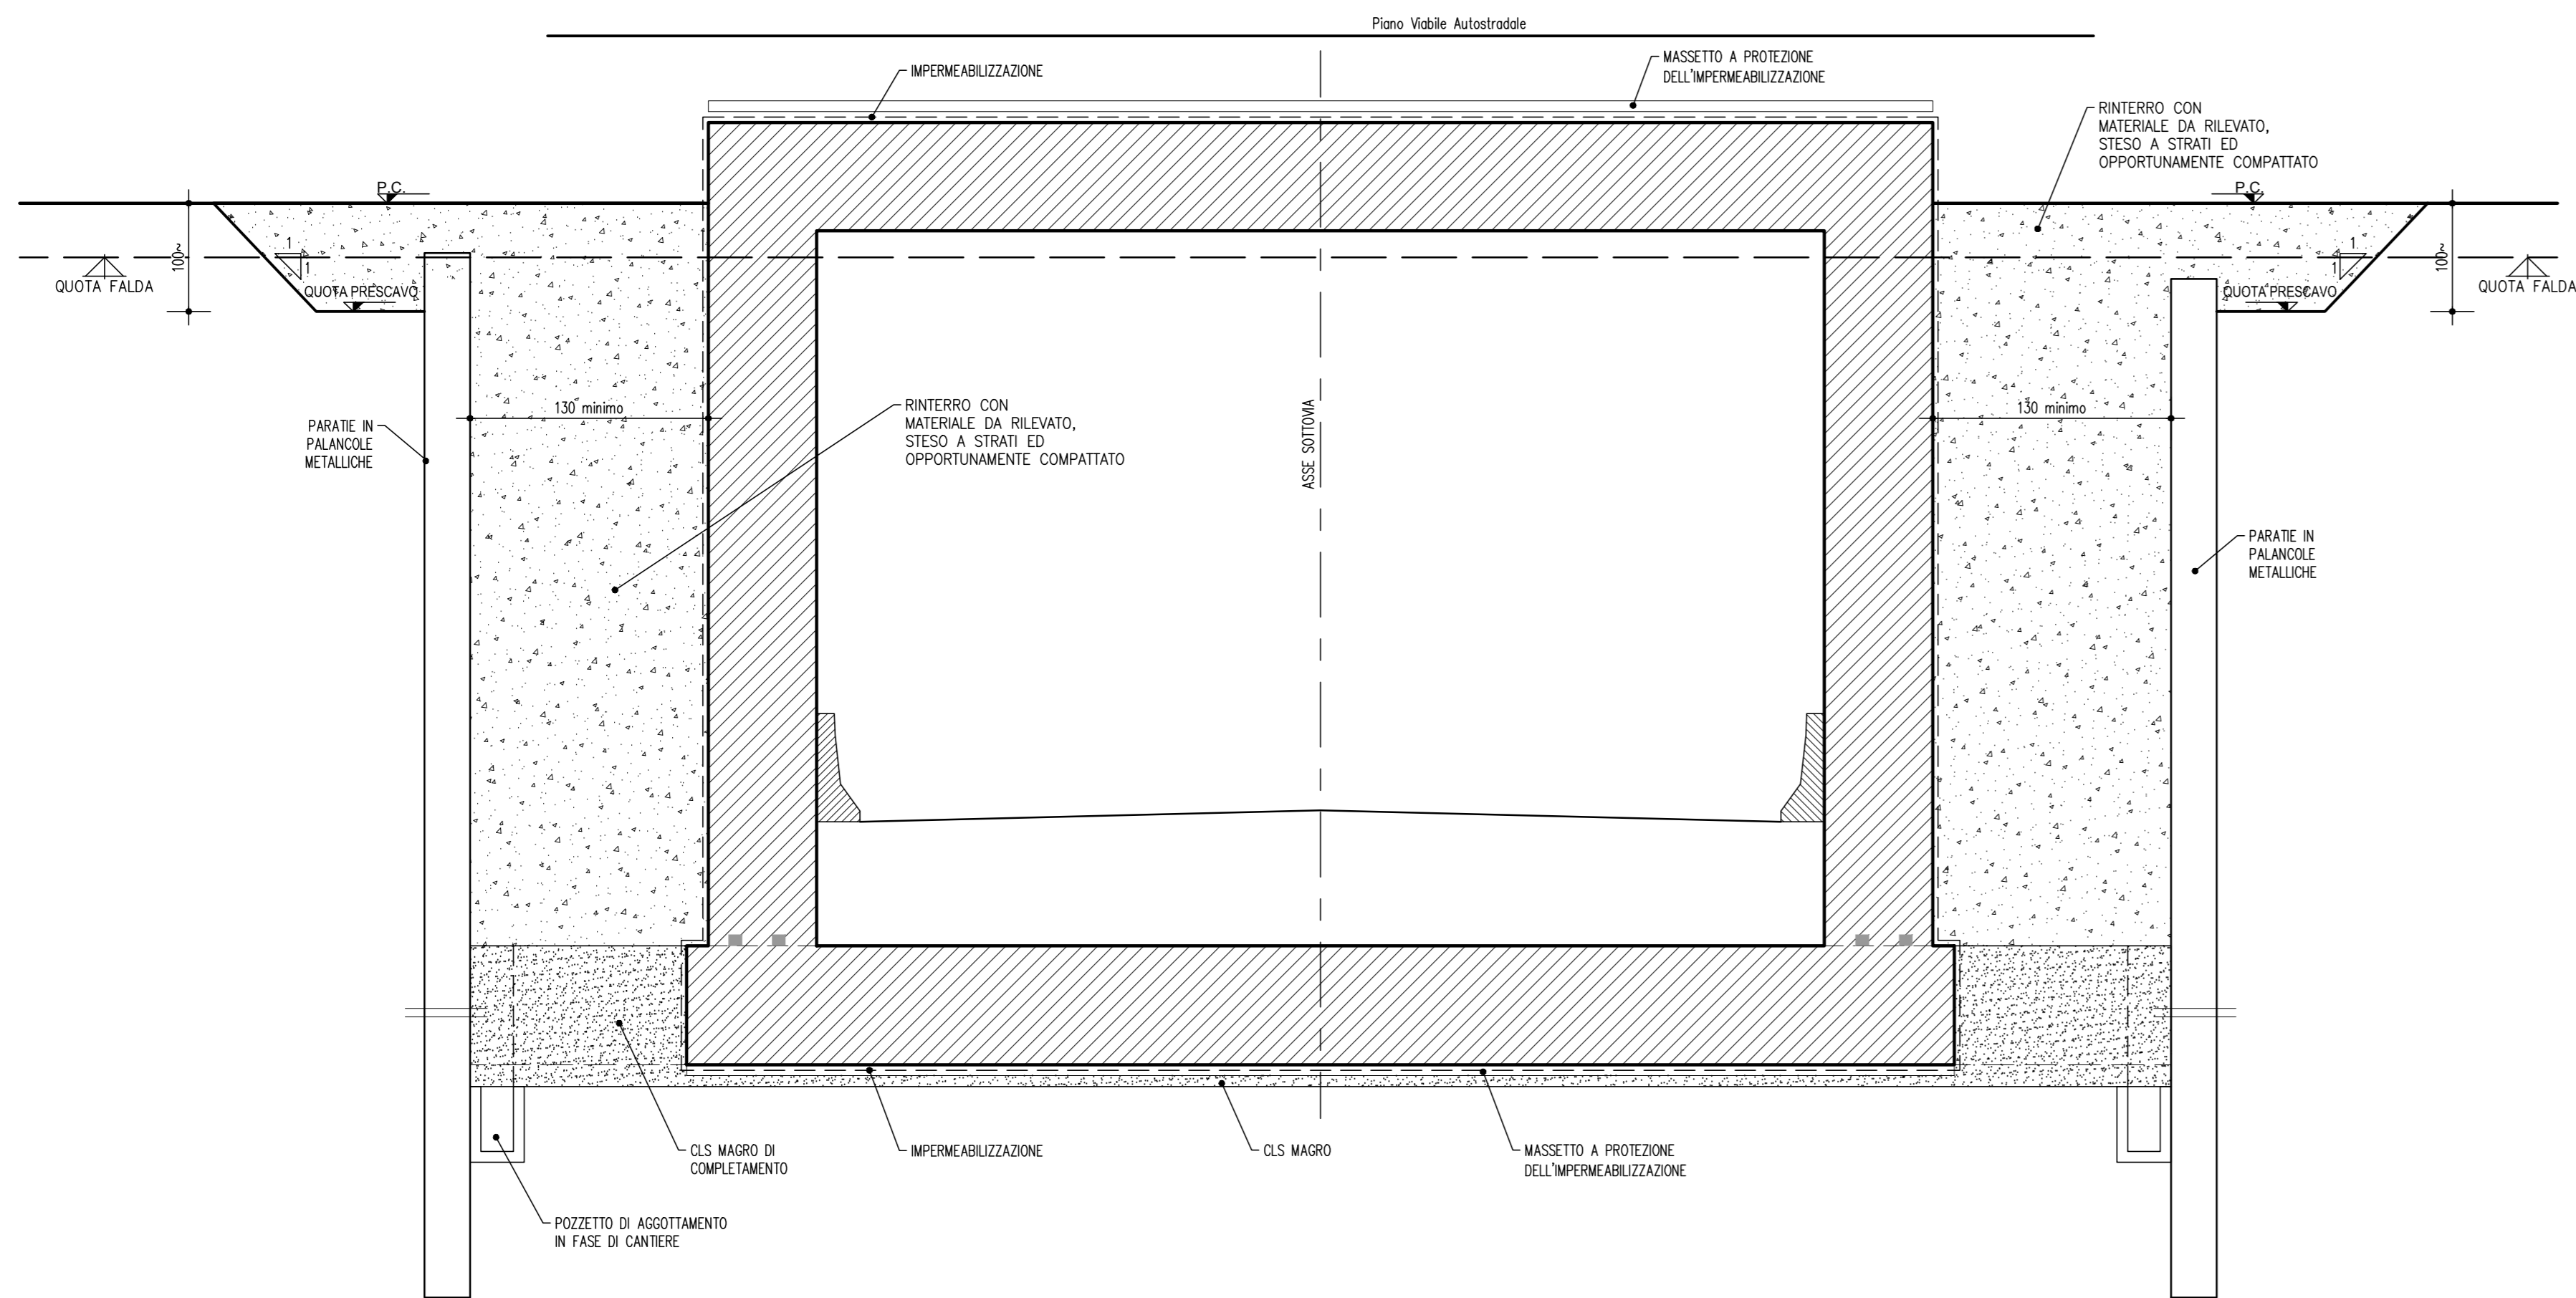 Piano Viabile Autostradale
IMPERMEABILIZZAZIONE
MASSETTO A PROTEZIONE
DELL'IMPERMEABILIZZAZIONE
RINTERRO CON
MATERIALE DA RILEVATO,
STESO A STRATI ED
OPPORTUNAMENTE COMPATTATO
P.C.
P.C.
100~
1
1
QUOTA FALDA
QUOTA PRESCAVO
1
1
100~
QUOTA PRESCAVO
QUOTA FALDA
130 minimo
130 minimo
PARATIE IN
PALANCOLE
METALLICHE
RINTERRO CON
MATERIALE DA RILEVATO,
STESO A STRATI ED
OPPORTUNAMENTE COMPATTATO
ASSE SOTTOVIA
PARATIE IN
PALANCOLE
METALLICHE
CLS MAGRO DI
COMPLETAMENTO
IMPERMEABILIZZAZIONE
CLS MAGRO
MASSETTO A PROTEZIONE
DELL'IMPERMEABILIZZAZIONE
POZZETTO DI AGGOTTAMENTO
IN FASE DI CANTIERE